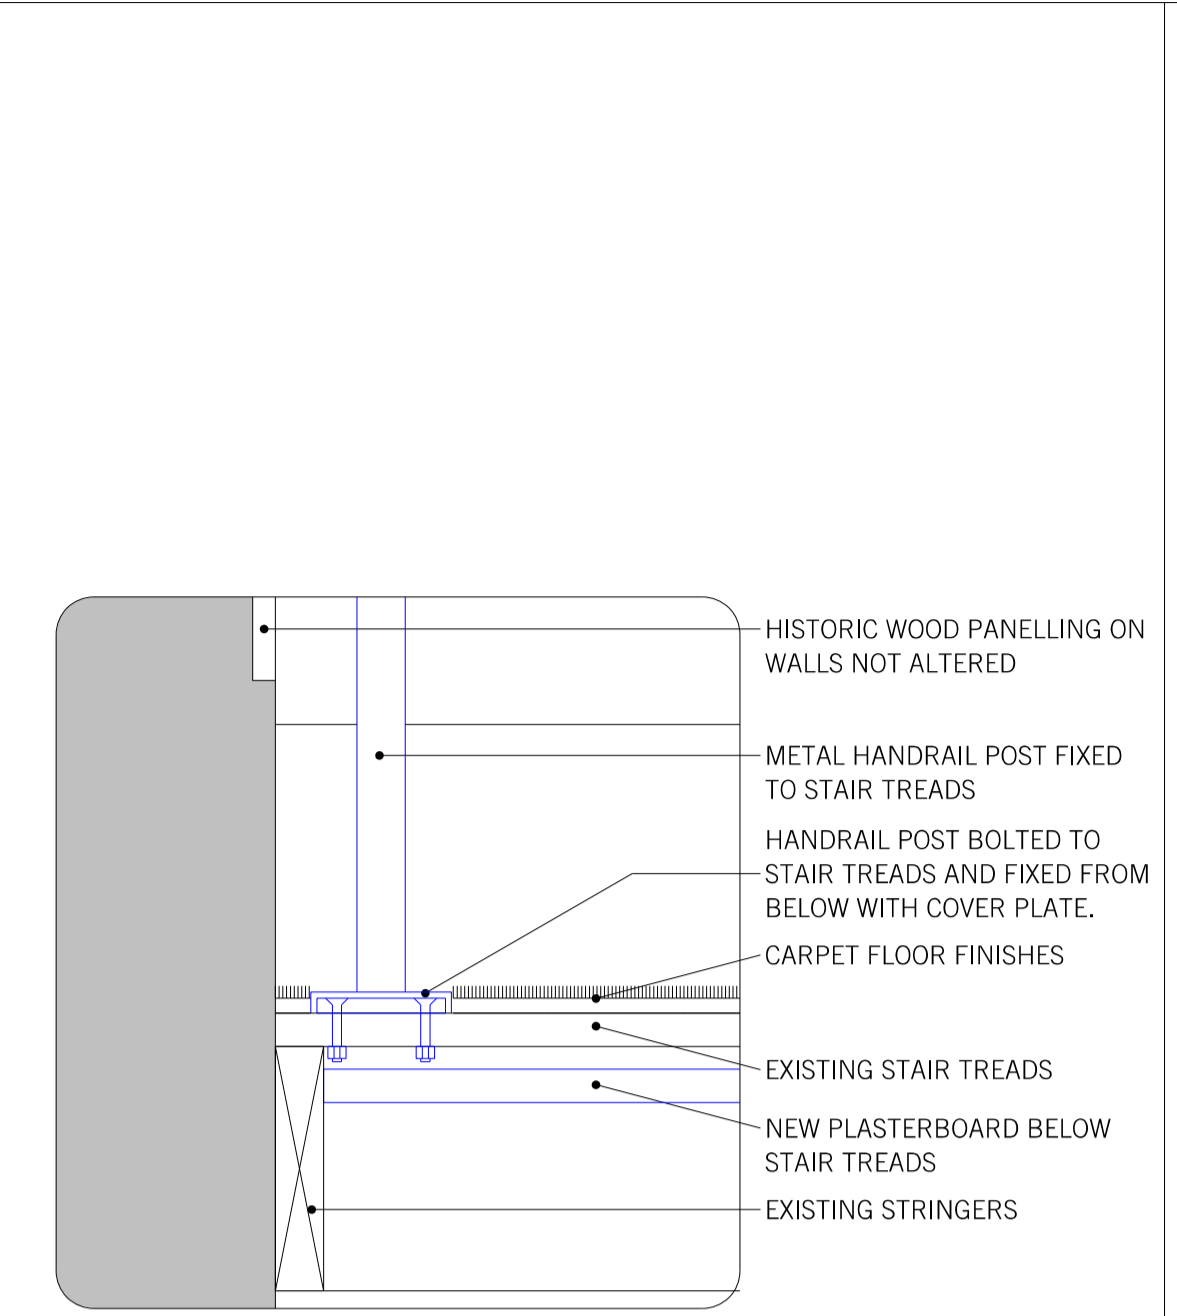 HISTORIC WOOD PANELLING ON
WALLS NOT ALTERED
METAL HANDRAIL POST FIXED
TO STAIR TREADS
HANDRAIL POST BOLTED TO
STAIR TREADS AND FIXED FROM
BELOW WITH COVER PLATE.
CARPET FLOOR FINISHES
EXISTING STAIR TREADS
NEW PLASTERBOARD BELOW
STAIR TREADS
EXISTING STRINGERS